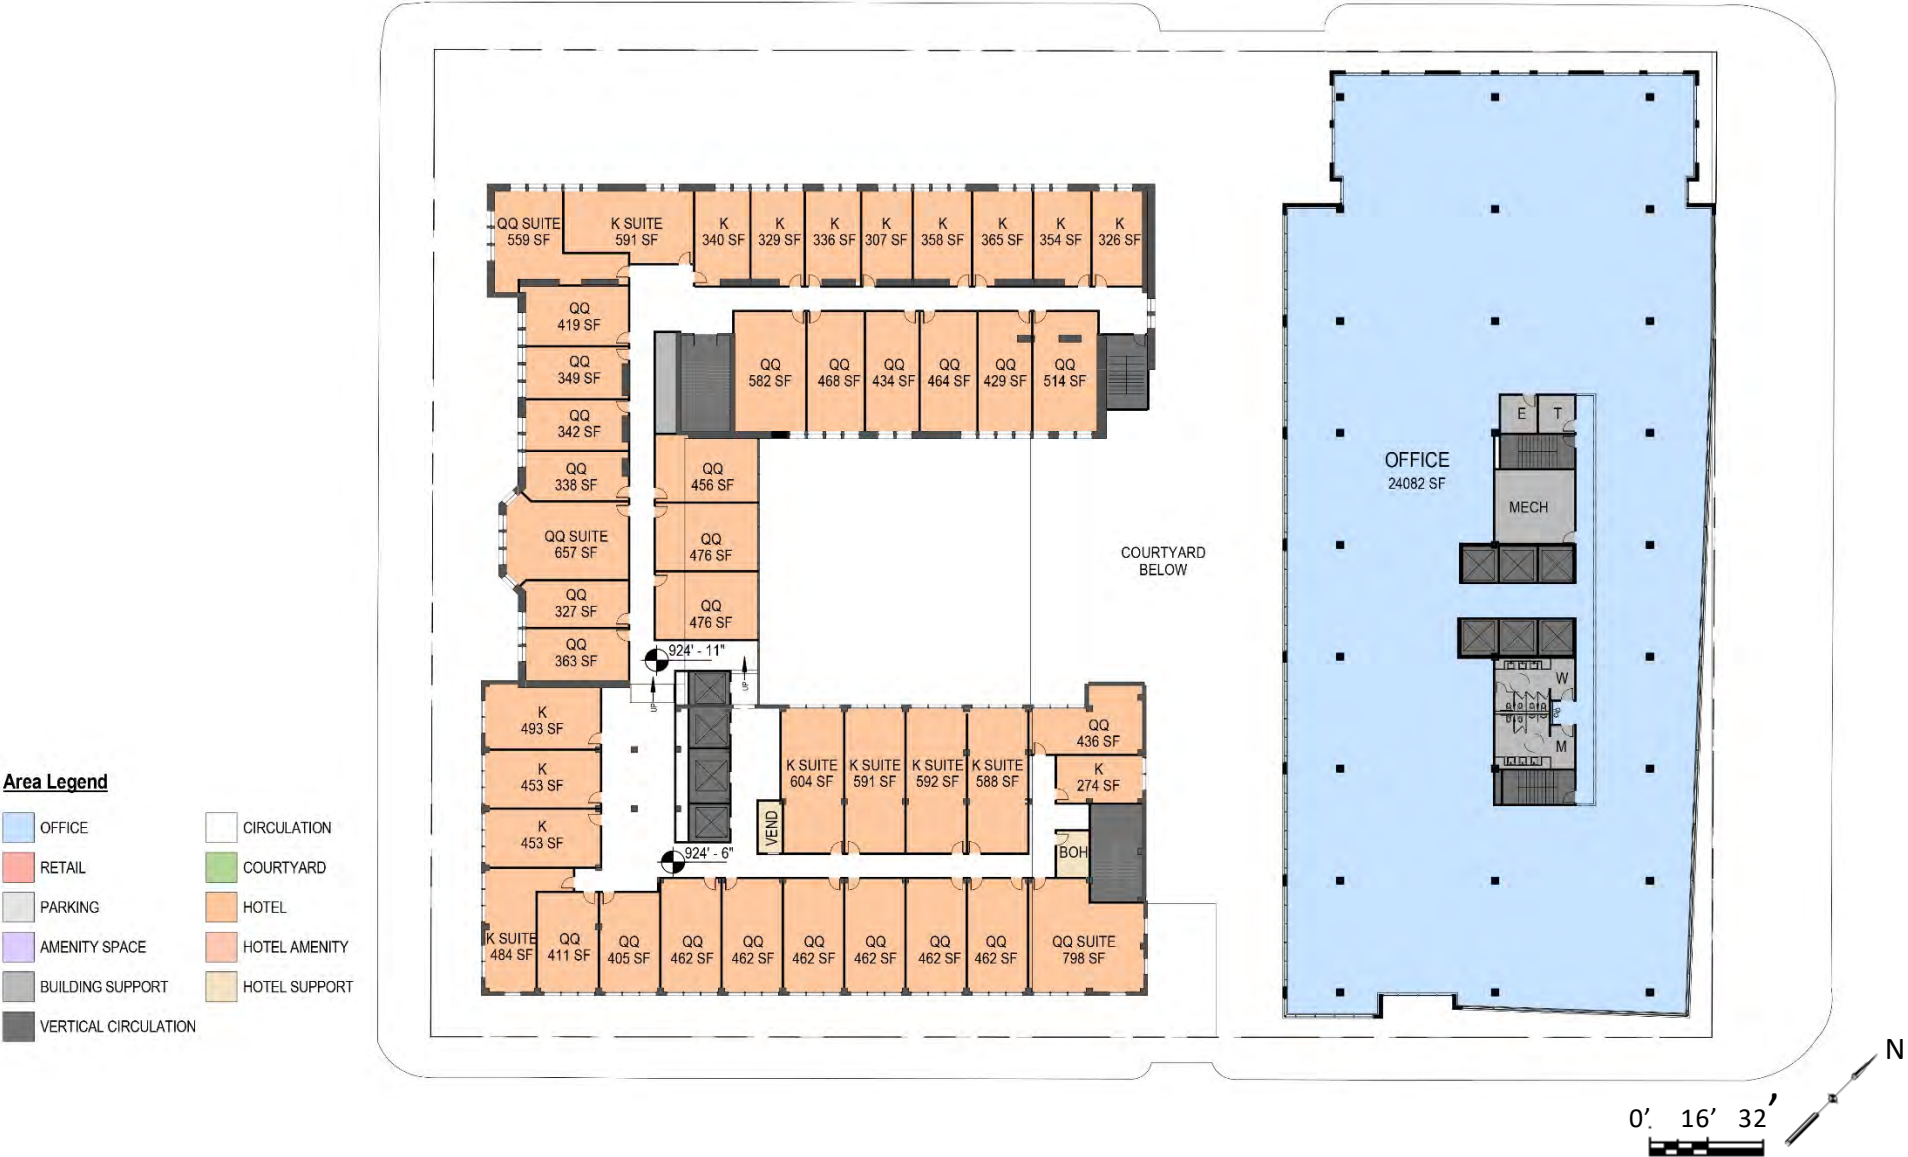 QQ SUITE
559 SF
K SUITE
591 SF
K
340 SF
K
329 SF
K
336 SF
K
307 SF
K
358 SF
K
365 SF
K
354 SF
K
326 SF
QQ
419 SF
QQ
349 SF
QQ
342 SF
QQ
338 SF
QQ SUITE
657 SF
QQ
327 SF
QQ
363 SF
QQ
582 SF
QQ
468 SF
QQ
434 SF
QQ
464 SF
QQ
429 SF
QQ
514 SF
QQ
456 SF
QQ
476 SF
QQ
476 SF
924' - 11"
UP
UP
COURTYARD
BELOW
K
493 SF
K
453 SF
K
453 SF
K SUITE
604 SF
K SUITE
591 SF
K SUITE
592 SF
K SUITE
588 SF
QQ
436 SF
K
274 SF
VEND
BOH
924' - 6"
K SUITE
484 SF
QQ
411 SF
QQ
405 SF
QQ
462 SF
QQ
462 SF
QQ
462 SF
QQ
462 SF
QQ
462 SF
QQ
462 SF
QQ SUITE
798 SF
OFFICE
24082 SF
E
T
MECH
W
M
Area Legend
OFFICE
RETAIL
PARKING
AMENITY SPACE
BUILDING SUPPORT
VERTICAL CIRCULATION
CIRCULATION
COURTYARD
HOTEL
HOTEL AMENITY
HOTEL SUPPORT
N
0' 16' 32'